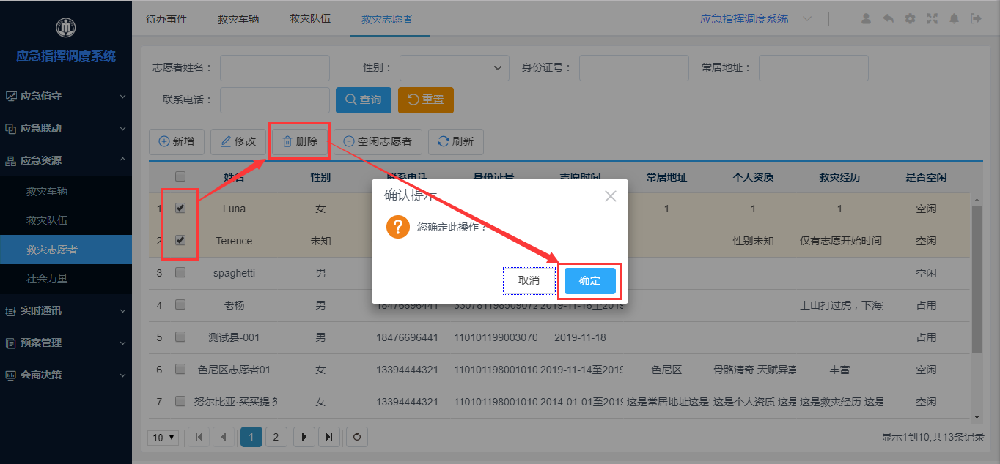 待办事件 救灾车辆 救灾队伍 救灾志愿者 应急指挥调度系统
应急指挥调度系统
应急值守
应急联动
应急资源
救灾车辆
救灾队伍
救灾志愿者
社会力量
实时通讯
预案管理
会商决策
志愿者姓名： 性别： 身份证号： 常居地址：
联系电话： 查询 重置
新增 修改 删除 空闲志愿者 刷新
姓名 性别 联系电话 身份证号 志愿时间 常居地址 个人资质 救灾经历 是否空闲
1 Luna 女 1 1 1 空闲
2 Terence 未知 性别未知 仅有志愿开始时间 空闲
3 spaghetti 男 空闲
4 老杨 男 18476696441 330781198509072 2019-11-16至2019 上山打过虎，下海 占用
5 测试县-001 男 18476696441 110101199003070 2019-11-18 占用
6 色尼区志愿者01 女 13394444321 110101198001010 2019-11-14至2019 色尼区 骨骼清奇 天赋异禀 丰富 空闲
7 努尔比亚·买买提 女 13394444321 110101198001010 2014-01-01至2019 这是常居地址这是 这是个人资质 这是 这是救灾经历 这是 空闲
确认提示
您确定此操作？
取消 确定
10 1 2 显示1到10,共13条记录